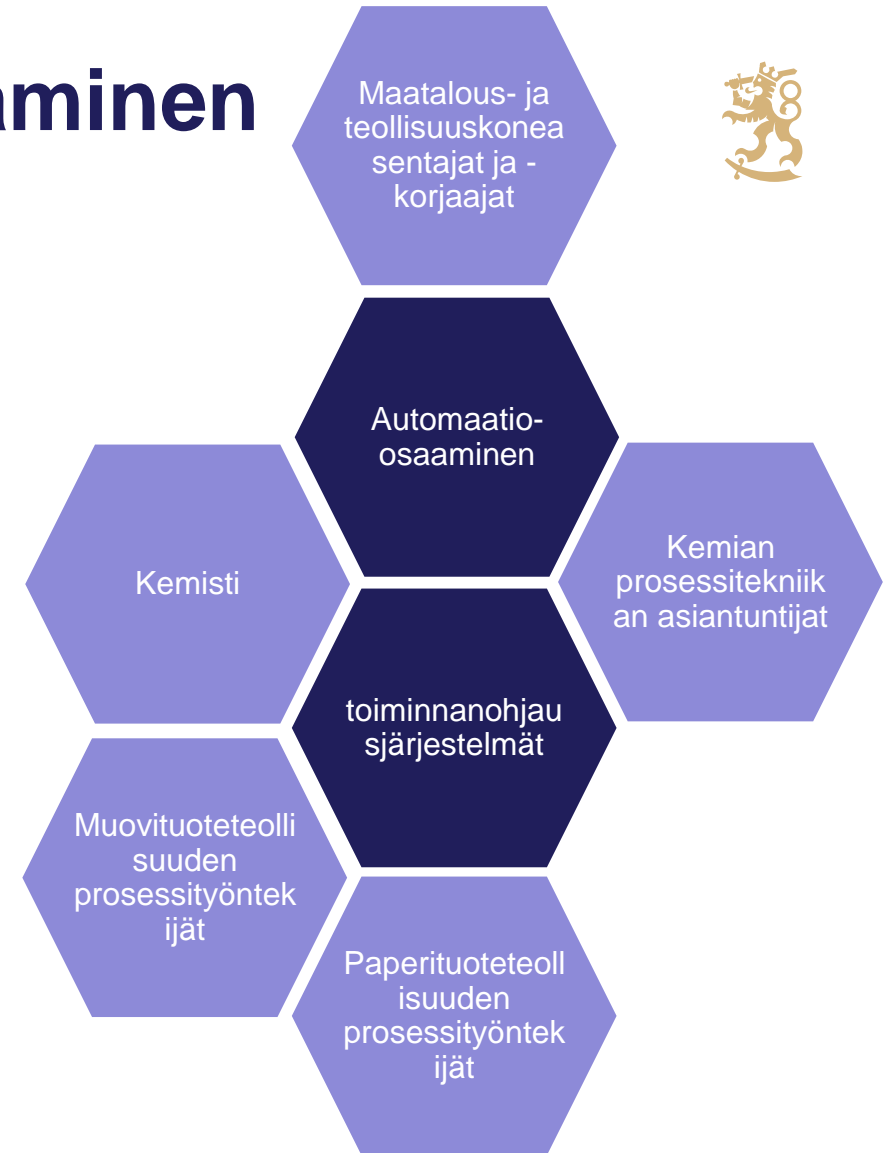 aminen
Maatalous- ja
teollisuuskonea
sentajat ja -
korjaajat
Automaatio-
osaaminen
Kemisti
Kemian
prosessitekniik
an asiantuntijat
toiminnanohjau
sjärjestelmät
Muovituoteteolli
suuden
prosessityöntek
ijät
Paperituoteteoll
isuuden
prosessityöntek
ijät